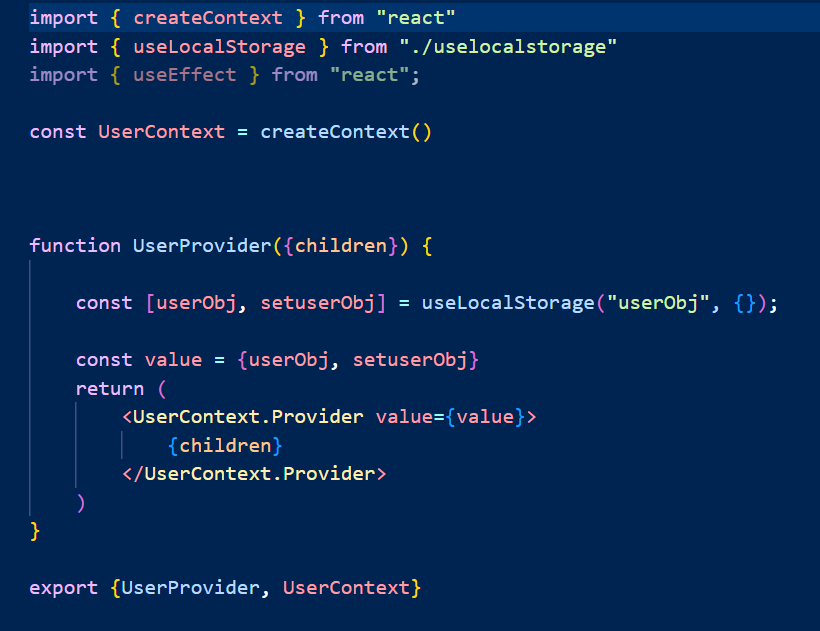 import { createContext } from "react"
import { useLocalStorage } from "./uselocalstorage"
import { useEffect } from "react";
const UserContext = createContext()
function UserProvider({children}) {
const [userObj, setuserObj] = useLocalStorage("userObj", {});
const value = {userObj, setuserObj}
return (
<UserContext.Provider value={value}>
{children}
</UserContext.Provider>
)
}
export {UserProvider, UserContext}